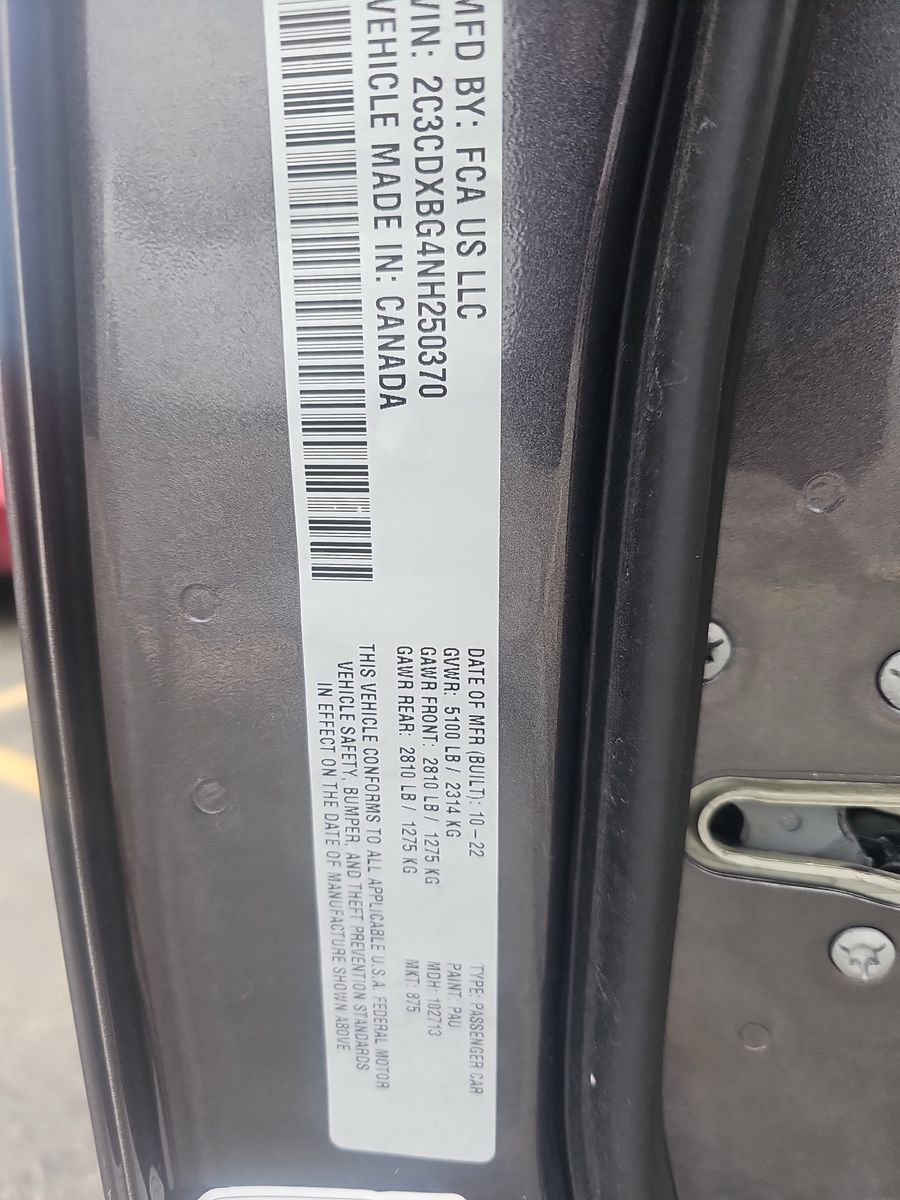 MFD BY: FCA US LLC
VIN: 2C3CDXBG4NH250370
VEHICLE MADE IN: CANADA
DATE OF MFR (BUILT): 10-22
GVWR: 5100 LB / 2314 KG
GAWR FRONT: 2810 LB / 1275 KG
GAWR REAR: 2810 LB / 1275 KG
THIS VEHICLE CONFORMS TO ALL APPLICABLE U.S.A. FEDERAL MOTOR
VEHICLE SAFETY, BUMPER, AND THEFT PREVENTION STANDARDS
IN EFFECT ON THE DATE OF MANUFACTURE SHOWN ABOVE
TYPE: PASSENGER CAR
PAINT: PAU
MDH: 102713
MKT: 875